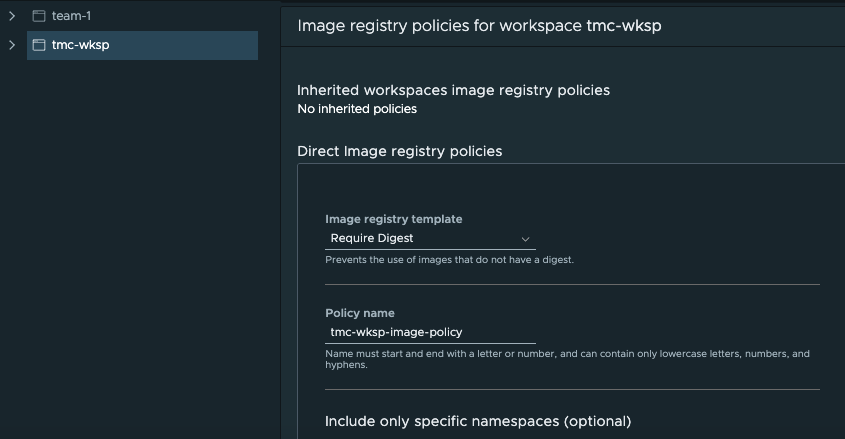 team-1
tmc-wksp
Image registry policies for workspace tmc-wksp
Inherited workspaces image registry policies
No inherited policies
Direct Image registry policies
Image registry template
Require Digest
Prevents the use of images that do not have a digest.
Policy name
tmc-wksp-image-policy
Name must start and end with a letter or number, and can contain only lowercase letters, numbers, and
hyphens.
Include only specific namespaces (optional)